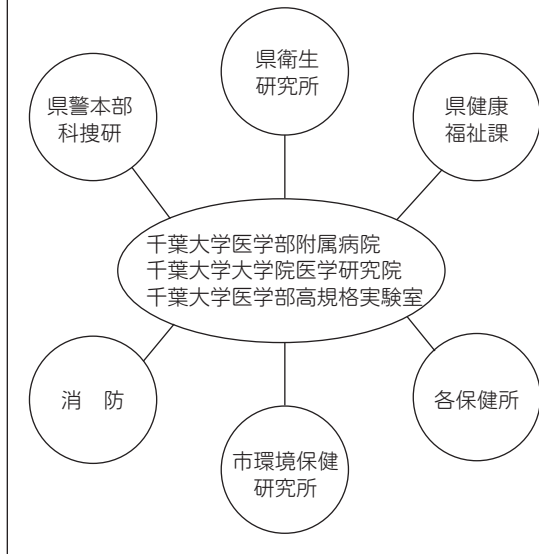 県衛生
研究所
県警本部
科捜研
県健康
福祉課
千葉大学医学部附属病院
千葉大学大学院医学研究院
千葉大学医学部高規格実験室
消　防
各保健所
市環境保健
研究所